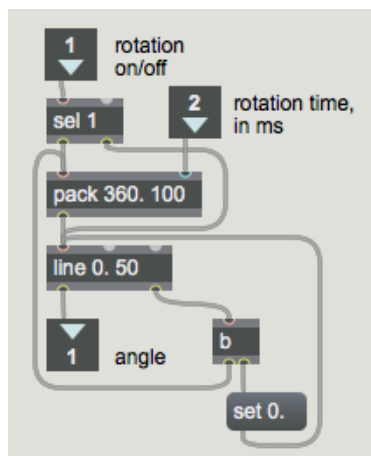 1
rotation
on/off
sel 1
2
rotation time,
in ms
pack 360. 100
line 0. 50
1
angle
b
set 0.